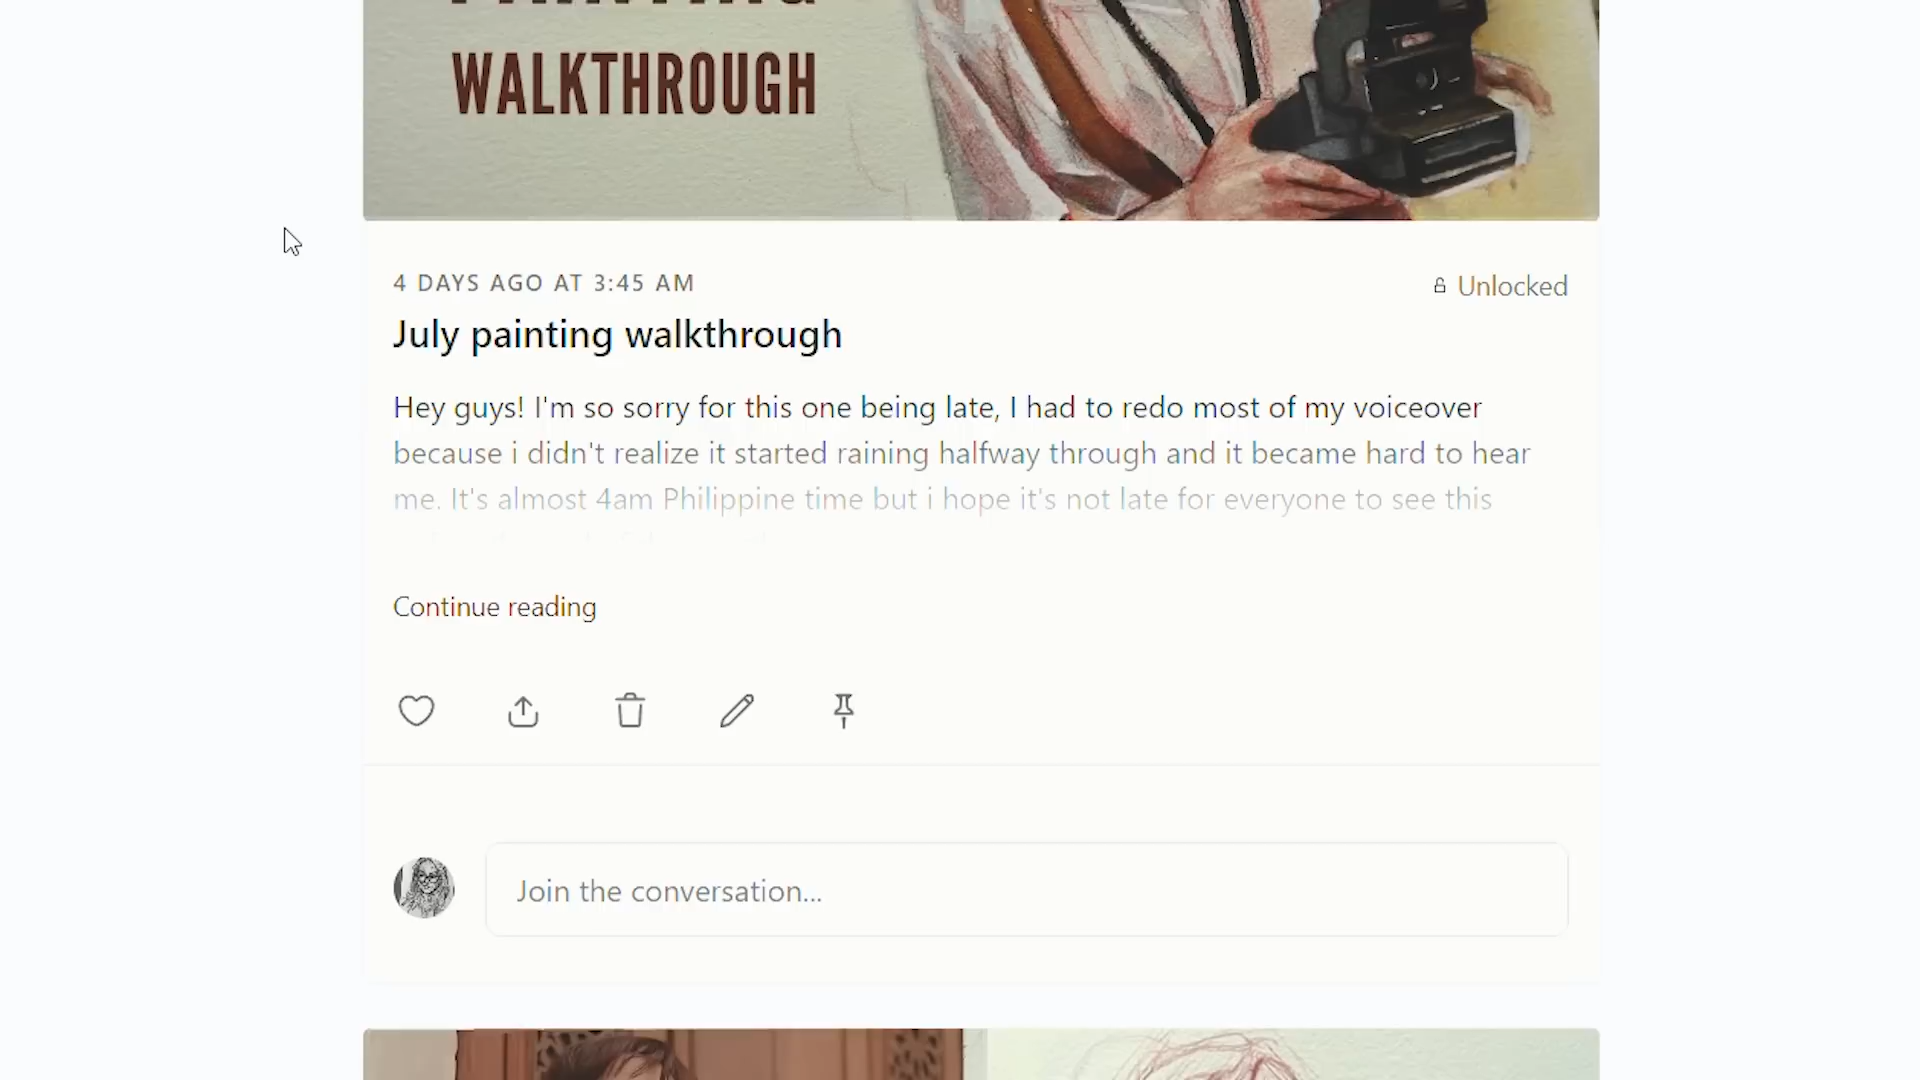 WALKTHROUGH
4 DAYS AGO AT 3:45 AM
Unlocked
July painting walkthrough
Hey guys! I'm so sorry for this one being late, I had to redo most of my voiceover
because i didn't realize it started raining halfway through and it became hard to hear
me. It's almost 4am Philippine time but i hope it's not late for everyone to see this
Continue reading
Join the conversation...